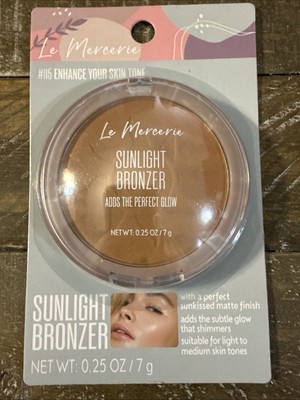 Le Mercerie
#115 ENHANCE YOUR SKIN TONE
Le Mercerie
SUNLIGHT
BRONZER
ADDS THE PERFECT GLOW
NET WT: 0.25 OZ / 7 g
SUNLIGHT
BRONZER
with a perfect
sunkissed matte finish
adds the subtle glow
that shimmers
suitable for light to
medium skin tones
NET WT: 0.25 OZ / 7 g